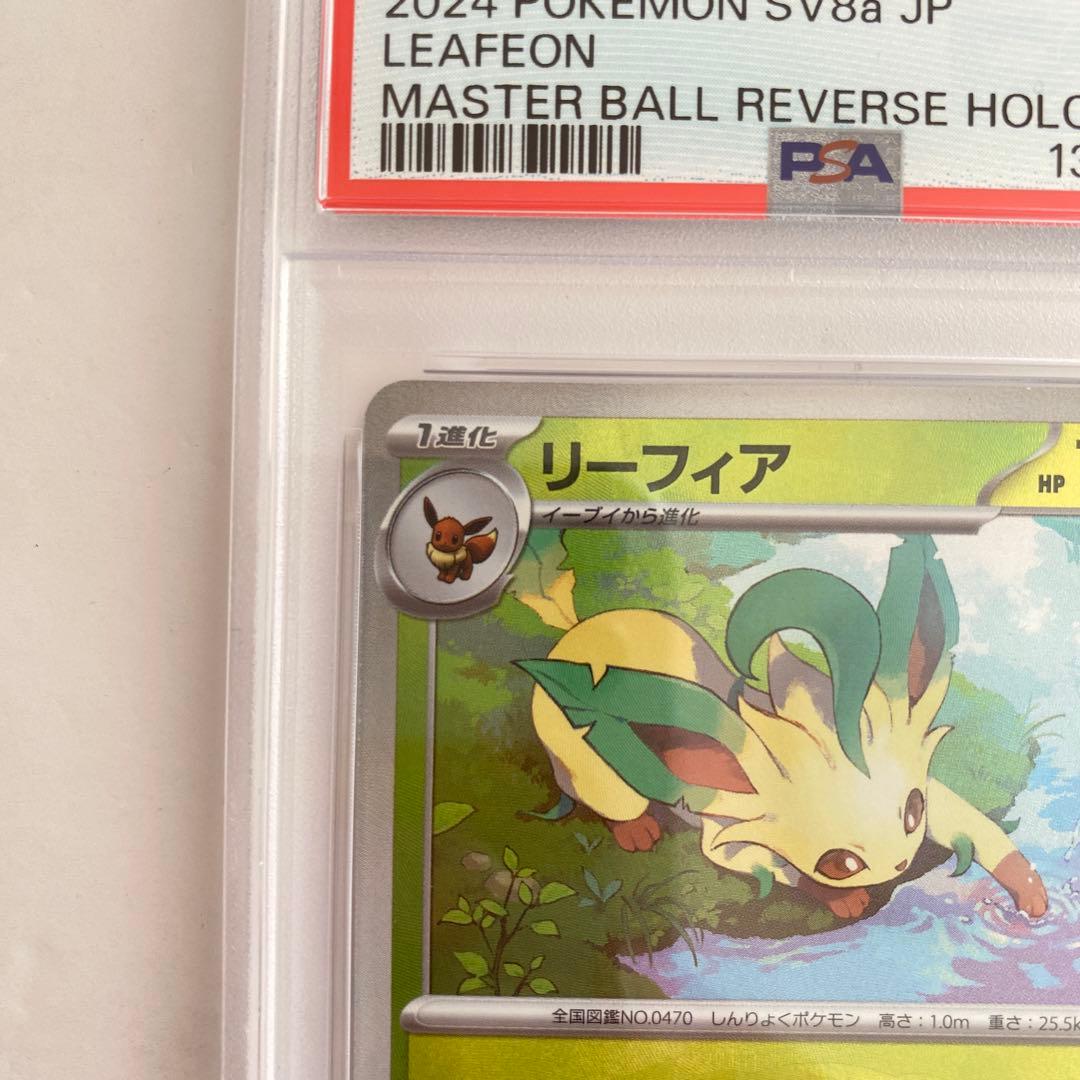 2024 POKEMON SV8a JP
LEAFEON
MASTER BALL REVERSE HOLO
PSA
13
1進化
リーフィア
HP
イーブイから進化
全国図鑑NO.0470 しんりょくポケモン 高さ:1.0m 重さ:25.5k